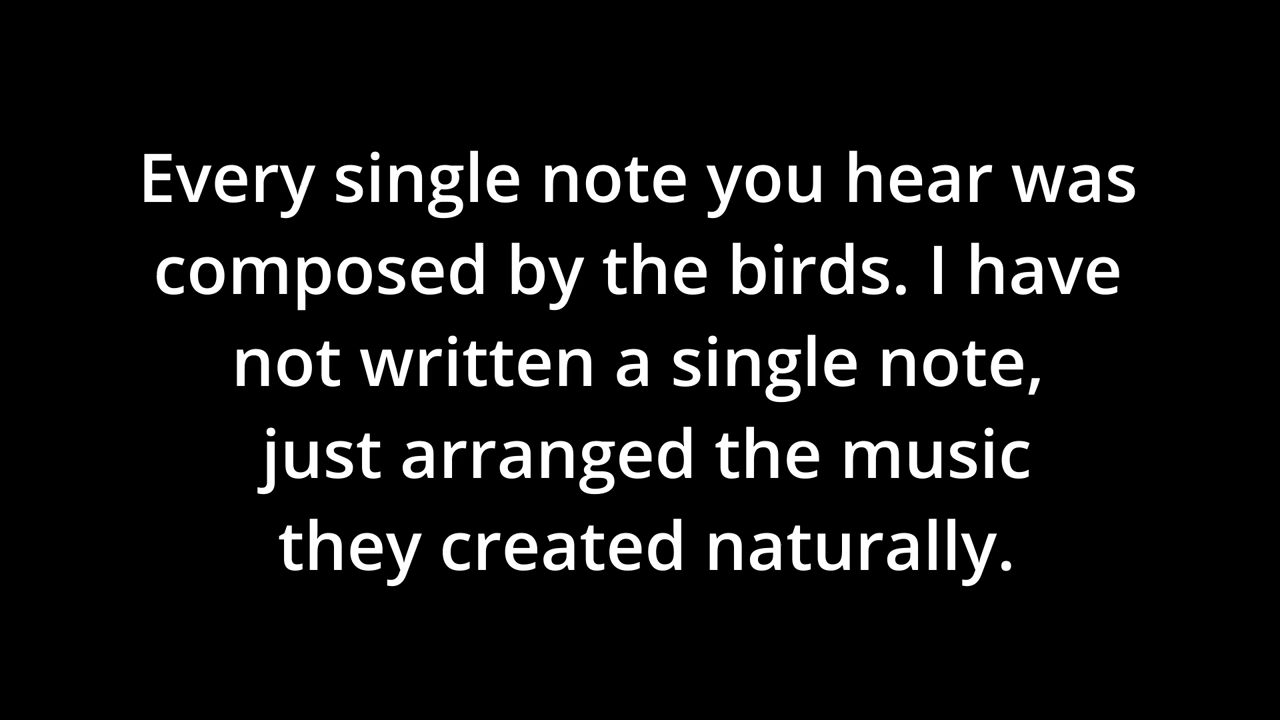 Every single note you hear was
composed by the birds. I have
not written a single note,
just arranged the music
they created naturally.